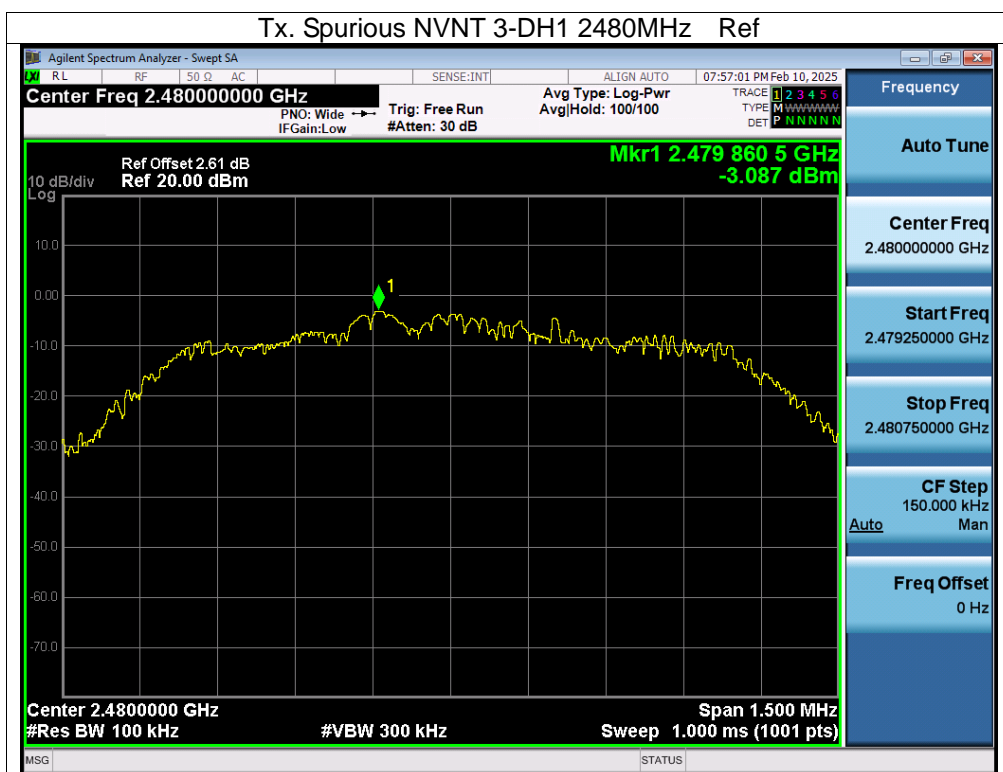 Tx. Spurious NVNT 3-DH1 2480MHz Ref
Agilent Spectrum Analyzer - Swept SA
LXI RL RF 50 Ω AC SENSE:INT ALIGN AUTO 07:57:01 PM Feb 10, 2025
Center Freq 2.480000000 GHz
PNO: Wide
IFGain:Low
Trig: Free Run
#Atten: 30 dB
Avg Type: Log-Pwr
Avg|Hold: 100/100
TRACE 1 2 3 4 5 6
TYPE M W W W W W
DET P N N N N N
Ref Offset 2.61 dB
10 dB/div Ref 20.00 dBm
Log
Mkr1 2.479 860 5 GHz
-3.087 dBm
1
10.0
0.00
-10.0
-20.0
-30.0
-40.0
-50.0
-60.0
-70.0
Center 2.4800000 GHz Span 1.500 MHz
#Res BW 100 kHz #VBW 300 kHz Sweep 1.000 ms (1001 pts)
MSG STATUS
Frequency
Auto Tune
Center Freq
2.480000000 GHz
Start Freq
2.479250000 GHz
Stop Freq
2.480750000 GHz
CF Step
150.000 kHz
Auto Man
Freq Offset
0 Hz